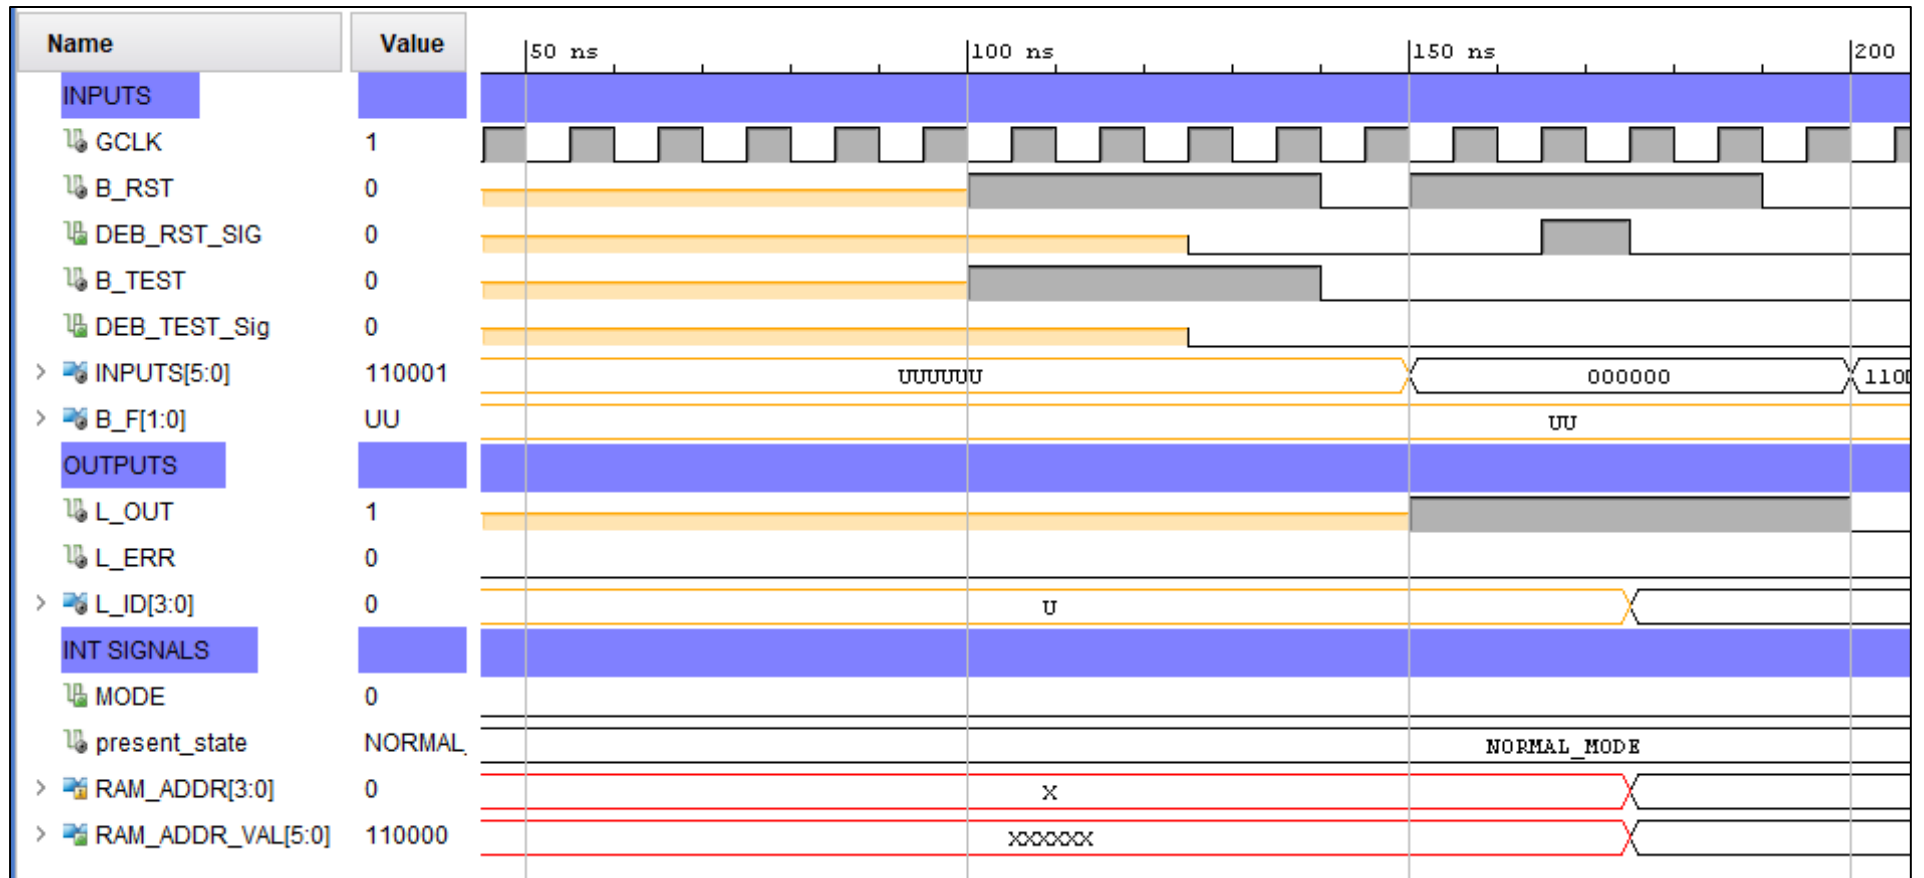 Name Value 50 ns 100 ns 150 ns 200
INPUTS
GCLK 1
B_RST 0
DEB_RST_SIG 0
B_TEST 0
DEB_TEST_Sig 0
INPUTS[5:0] 110001 UUUUUU 000000 110
B_F[1:0] UU UU
OUTPUTS
L_OUT 1
L_ERR 0
L_ID[3:0] 0 U
INT SIGNALS
MODE 0
present_state NORMAL_ NORMAL_MODE
RAM_ADDR[3:0] 0 X
RAM_ADDR_VAL[5:0] 110000 XXXXXX